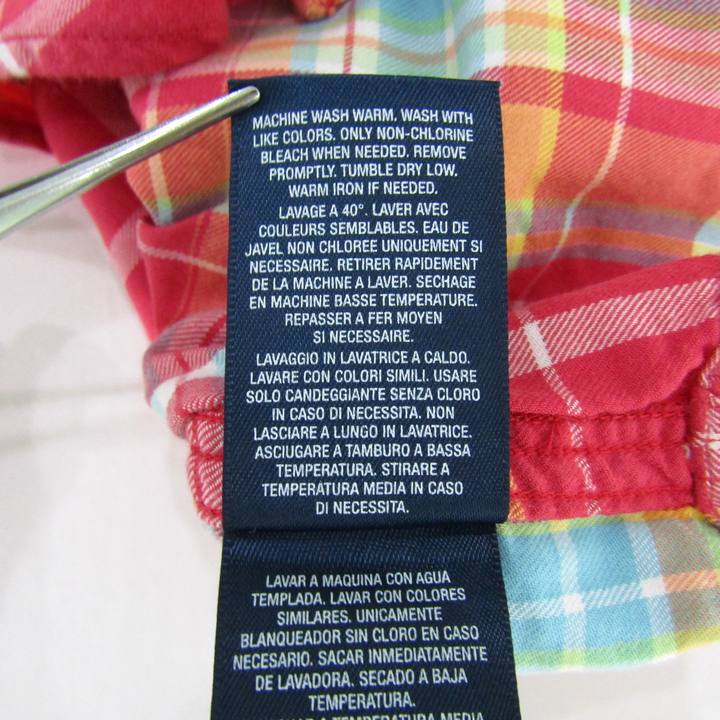 MACHINE WASH WARM. WASH WITH
LIKE COLORS. ONLY NON-CHLORINE
BLEACH WHEN NEEDED. REMOVE
PROMPTLY. TUMBLE DRY LOW.
WARM IRON IF NEEDED.
LAVAGE A 40°. LAVER AVEC
COULEURS SEMBLABLES. EAU DE
JAVEL NON CHLOREE UNIQUEMENT SI
NECESSAIRE. RETIRER RAPIDEMENT
DE LA MACHINE A LAVER. SECHAGE
EN MACHINE BASSE TEMPERATURE.
REPASSER A FER MOYEN
SI NECESSAIRE.
LAVAGGIO IN LAVATRICE A CALDO.
LAVARE CON COLORI SIMILI. USARE
SOLO CANDEGGIANTE SENZA CLORO
IN CASO DI NECESSITA. NON
LASCIARE A LUNGO IN LAVATRICE.
ASCIUGARE A TAMBURO A BASSA
TEMPERATURA. STIRARE A
TEMPERATURA MEDIA IN CASO
DI NECESSITA.
LAVAR A MAQUINA CON AGUA
TEMPLADA. LAVAR CON COLORES
SIMILARES. UNICAMENTE
BLANQUEADOR SIN CLORO EN CASO
NECESARIO. SACAR INMEDIATAMENTE
DE LAVADORA. SECADO A BAJA
TEMPERATURA.
A TEMPERATURA MEDIA